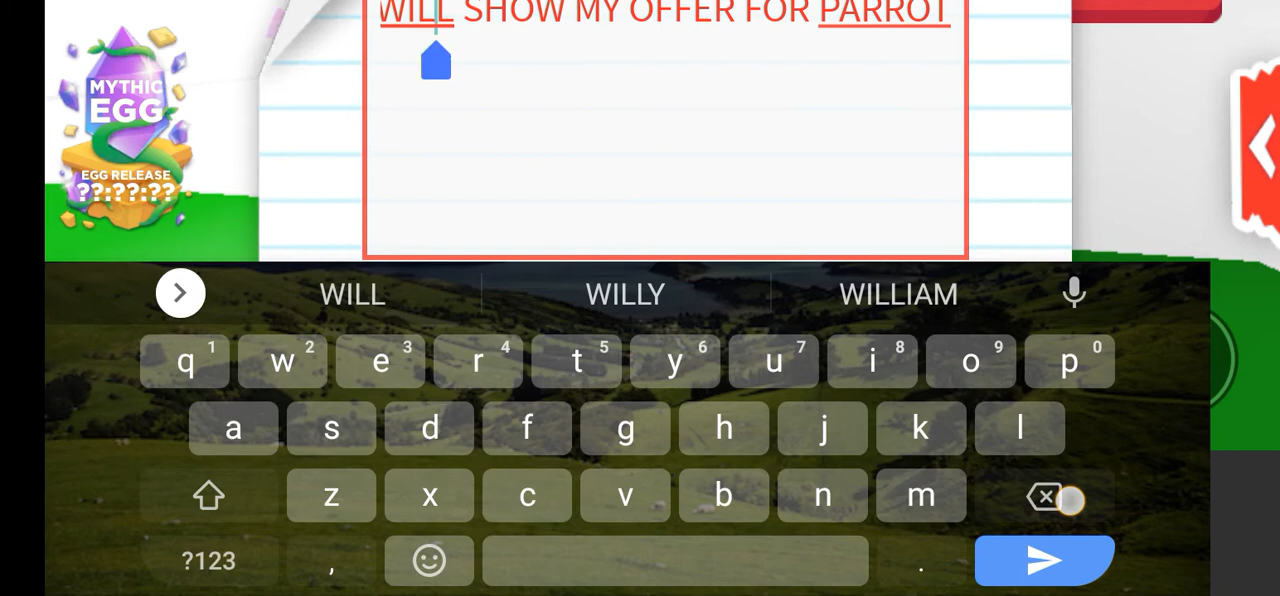 WILL SHOW MY OFFER FOR PARROT
MYTHIC
EGG
EGG RELEASE
??:??:??
WILL WILLY WILLIAM
q 1 w 2 e 3 r 4 t 5 y 6 u 7 i 8 o 9 p 0
a s d f g h j k l
z x c v b n m
?123 , .